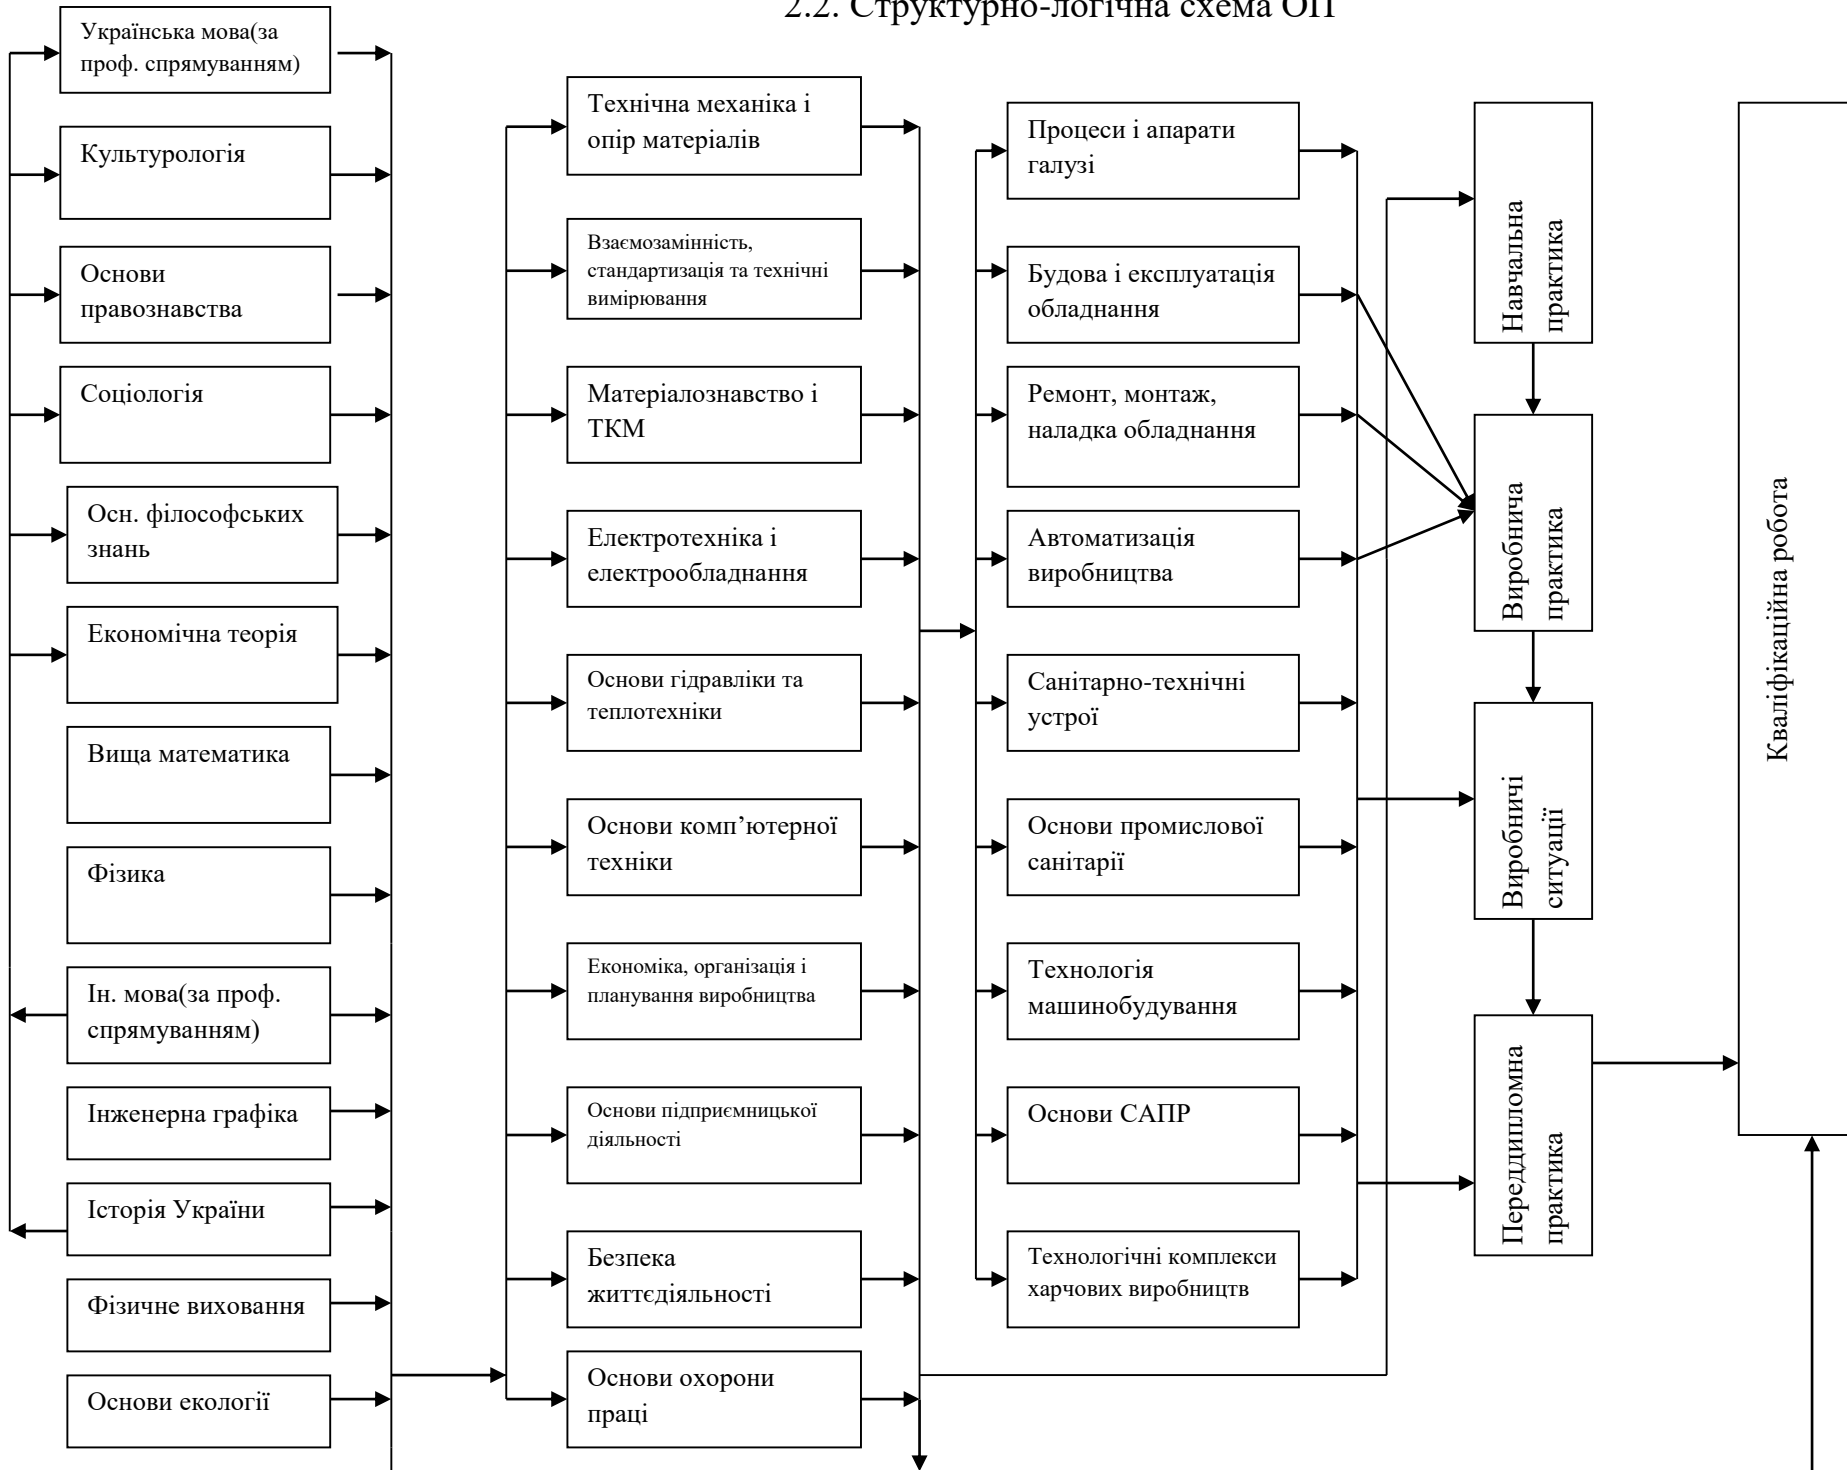 2.2. Структурно-логічна схема ОП
Українська мова(за
проф. спрямуванням)
Культурологія
Основи
правознавства
Соціологія
Осн. філософських
знань
Економічна теорія
Вища математика
Фізика
Ін. мова(за проф.
спрямуванням)
Інженерна графіка
Історія України
Фізичне виховання
Основи екології
Технічна механіка і
опір матеріалів
Взаємозамінність,
стандартизація та технічні
вимірювання
Матеріалознавство і
ТКМ
Електротехніка і
електрообладнання
Основи гідравліки та
теплотехніки
Основи комп’ютерної
техніки
Економіка, організація і
планування виробництва
Основи підприємницької
діяльності
Безпека
життєдіяльності
Основи охорони
праці
Процеси і апарати
галузі
Будова і експлуатація
обладнання
Ремонт, монтаж,
наладка обладнання
Автоматизація
виробництва
Санітарно-технічні
устрої
Основи промислової
санітарії
Технологія
машинобудування
Основи САПР
Технологічні комплекси
харчових виробництв
Навчальна
практика
Виробнича
практика
Виробничі
ситуації
Переддипломна
практика
Кваліфікаційна робота